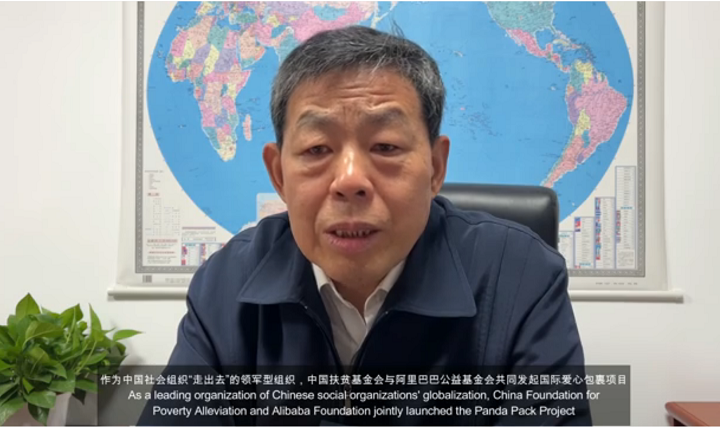 作为中国社会组织“走出去”的领军型组织，中国扶贫基金会与阿里巴巴公益基金会共同发起国际爱心包裹项目
As a leading organization of Chinese social organizations' globalization, China Foundation for
Poverty Alleviation and Alibaba Foundation jointly launched the Panda Pack Project